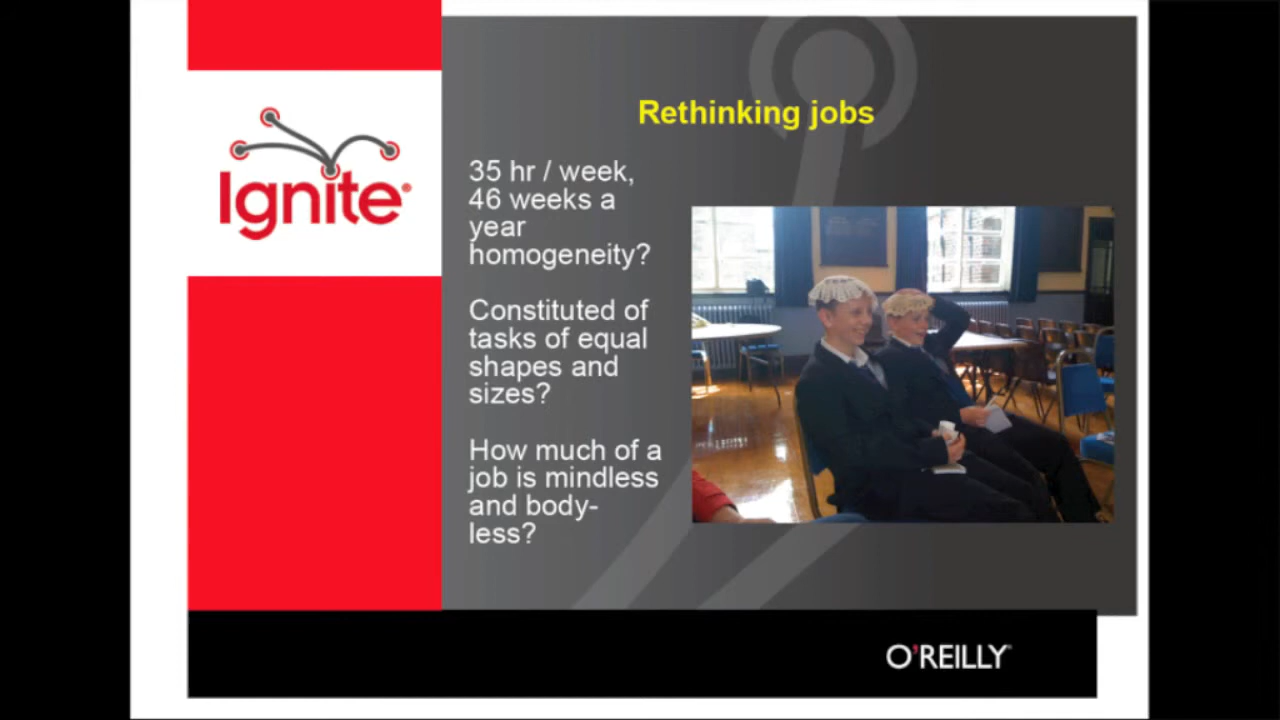 Ignite®
Rethinking jobs
35 hr / week,
46 weeks a
year
homogeneity?
Constituted of
tasks of equal
shapes and
sizes?
How much of a
job is mindless
and body-
less?
O'REILLY